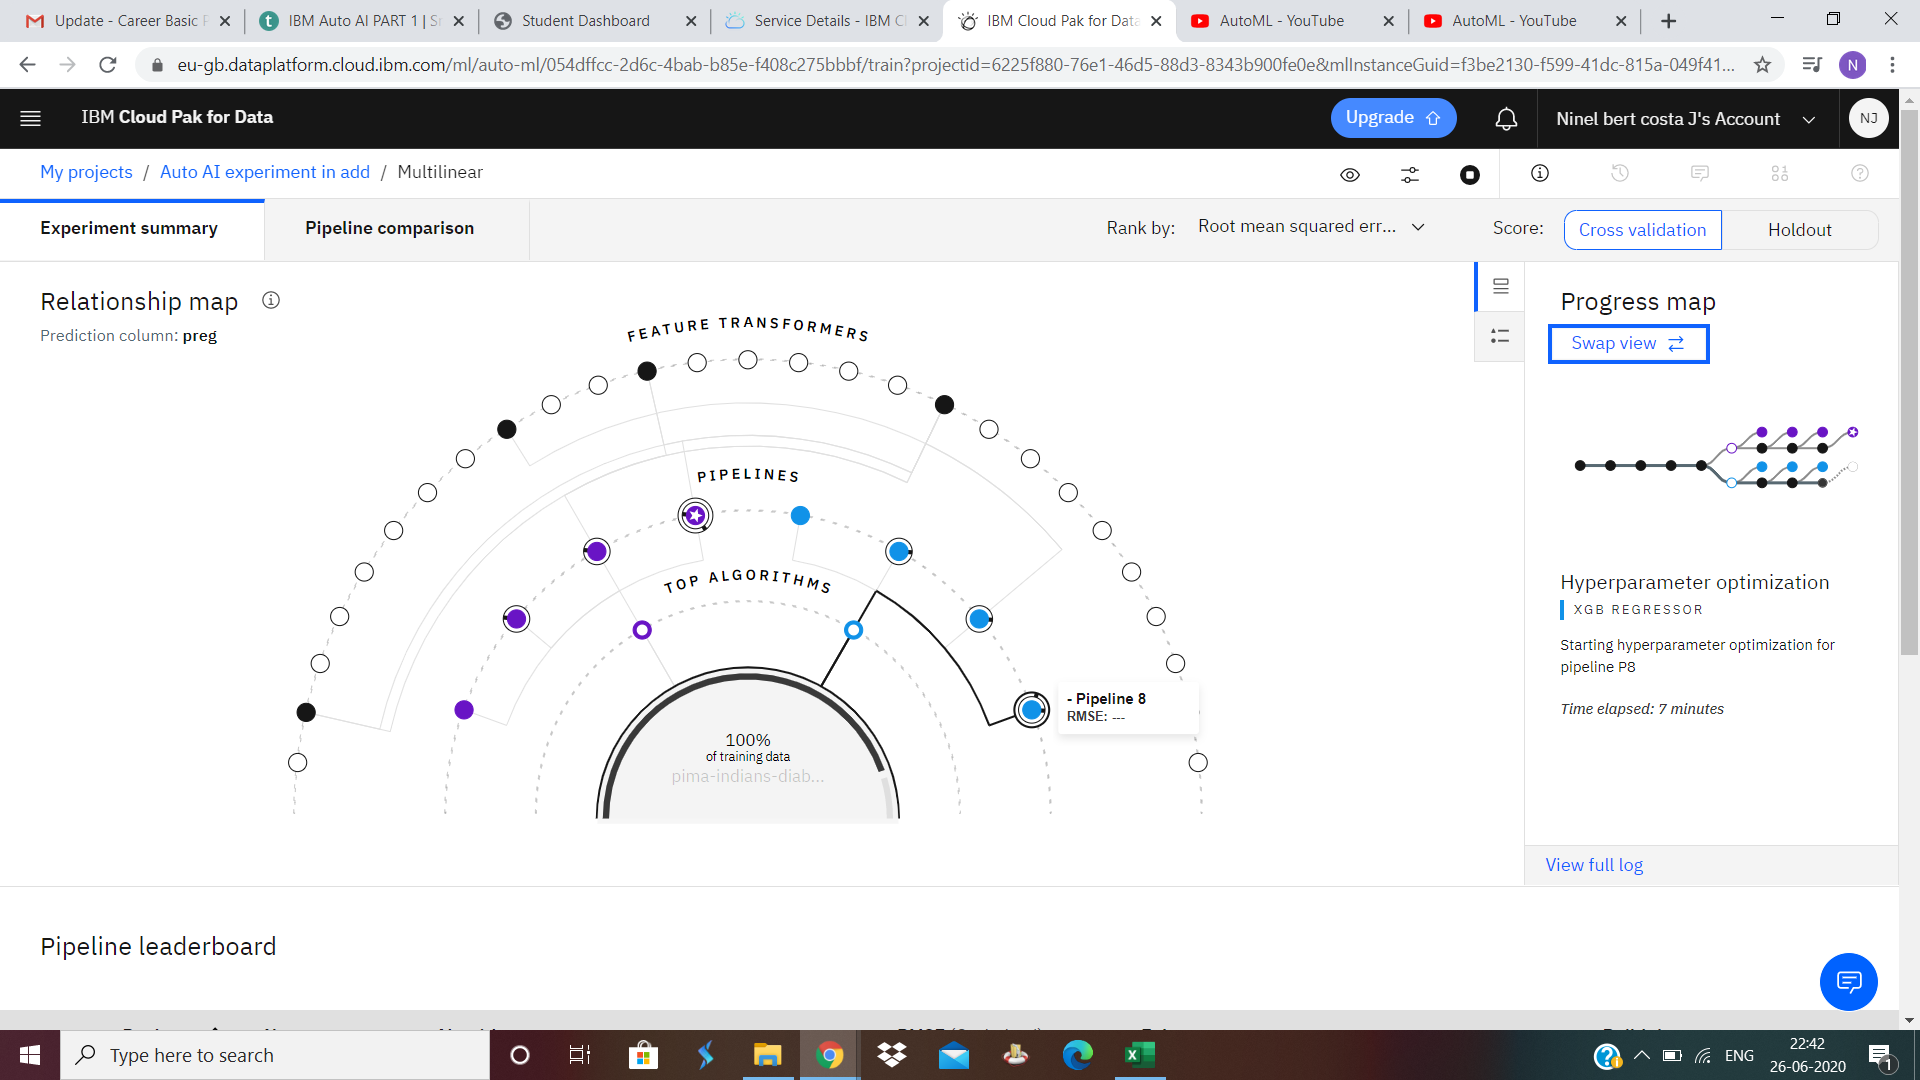 Update - Career Basic
IBM Auto AI PART 1 | Sr
Student Dashboard
Service Details - IBM Cl
IBM Cloud Pak for Data
AutoML - YouTube
AutoML - YouTube
eu-gb.dataplatform.cloud.ibm.com/ml/auto-ml/054dffcc-2d6c-4bab-b85e-f408c275bbbf/train?projectid=6225f880-76e1-46d5-88d3-8343b900fe0e&mlInstanceGuid=f3be2130-f599-41dc-815a-049f41...
N
IBM Cloud Pak for Data
Upgrade
Ninel bert costa J's Account
NJ
My projects / Auto AI experiment in add / Multilinear
Experiment summary
Pipeline comparison
Rank by: Root mean squared err...
Score: Cross validation Holdout
Relationship map
Prediction column: preg
FEATURE TRANSFORMERS
PIPELINES
TOP ALGORITHMS
- Pipeline 8
RMSE: ---
100%
of training data
pima-indians-diab...
Progress map
Swap view
Hyperparameter optimization
XGB REGRESSOR
Starting hyperparameter optimization for
pipeline P8
Time elapsed: 7 minutes
View full log
Pipeline leaderboard
Type here to search
ENG
22:42
26-06-2020
1